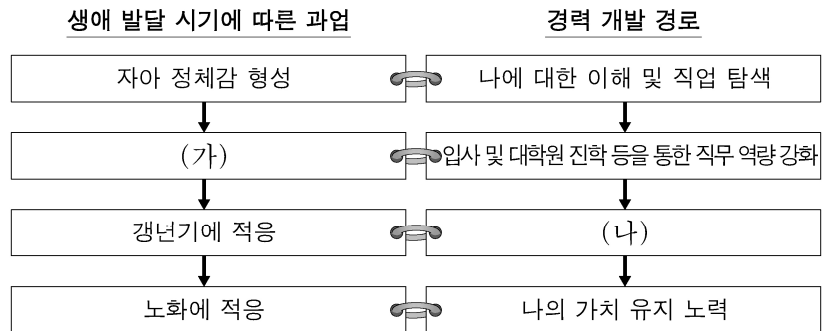 생애 발달 시기에 따른 과업
경력 개발 경로
자아 정체감 형성
나에 대한 이해 및 직업 탐색
(가)
입사 및 대학원 진학 등을 통한 직무 역량 강화
갱년기에 적응
(나)
노화에 적응
나의 가치 유지 노력